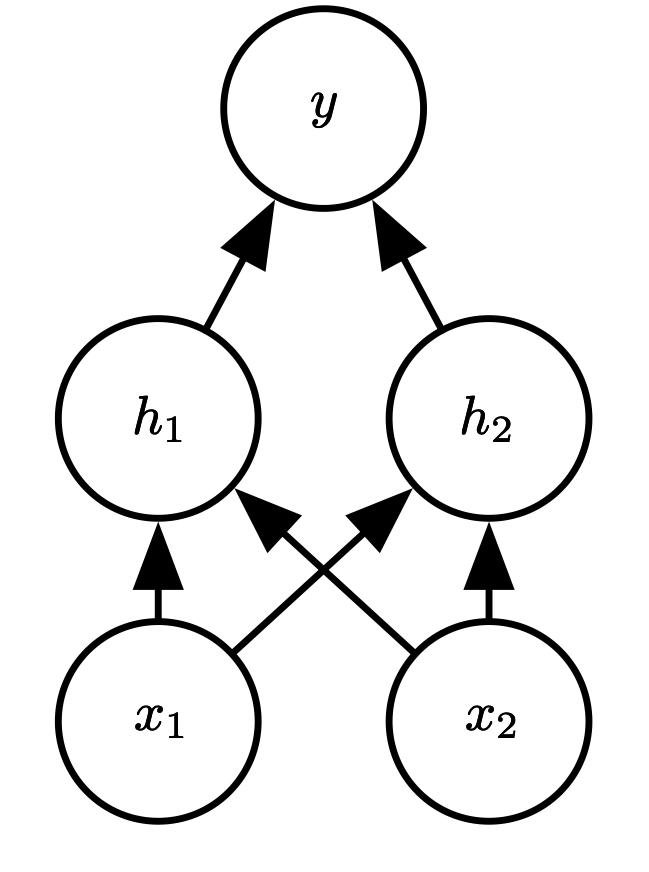 y
h₁ h₂
x₁ x₂